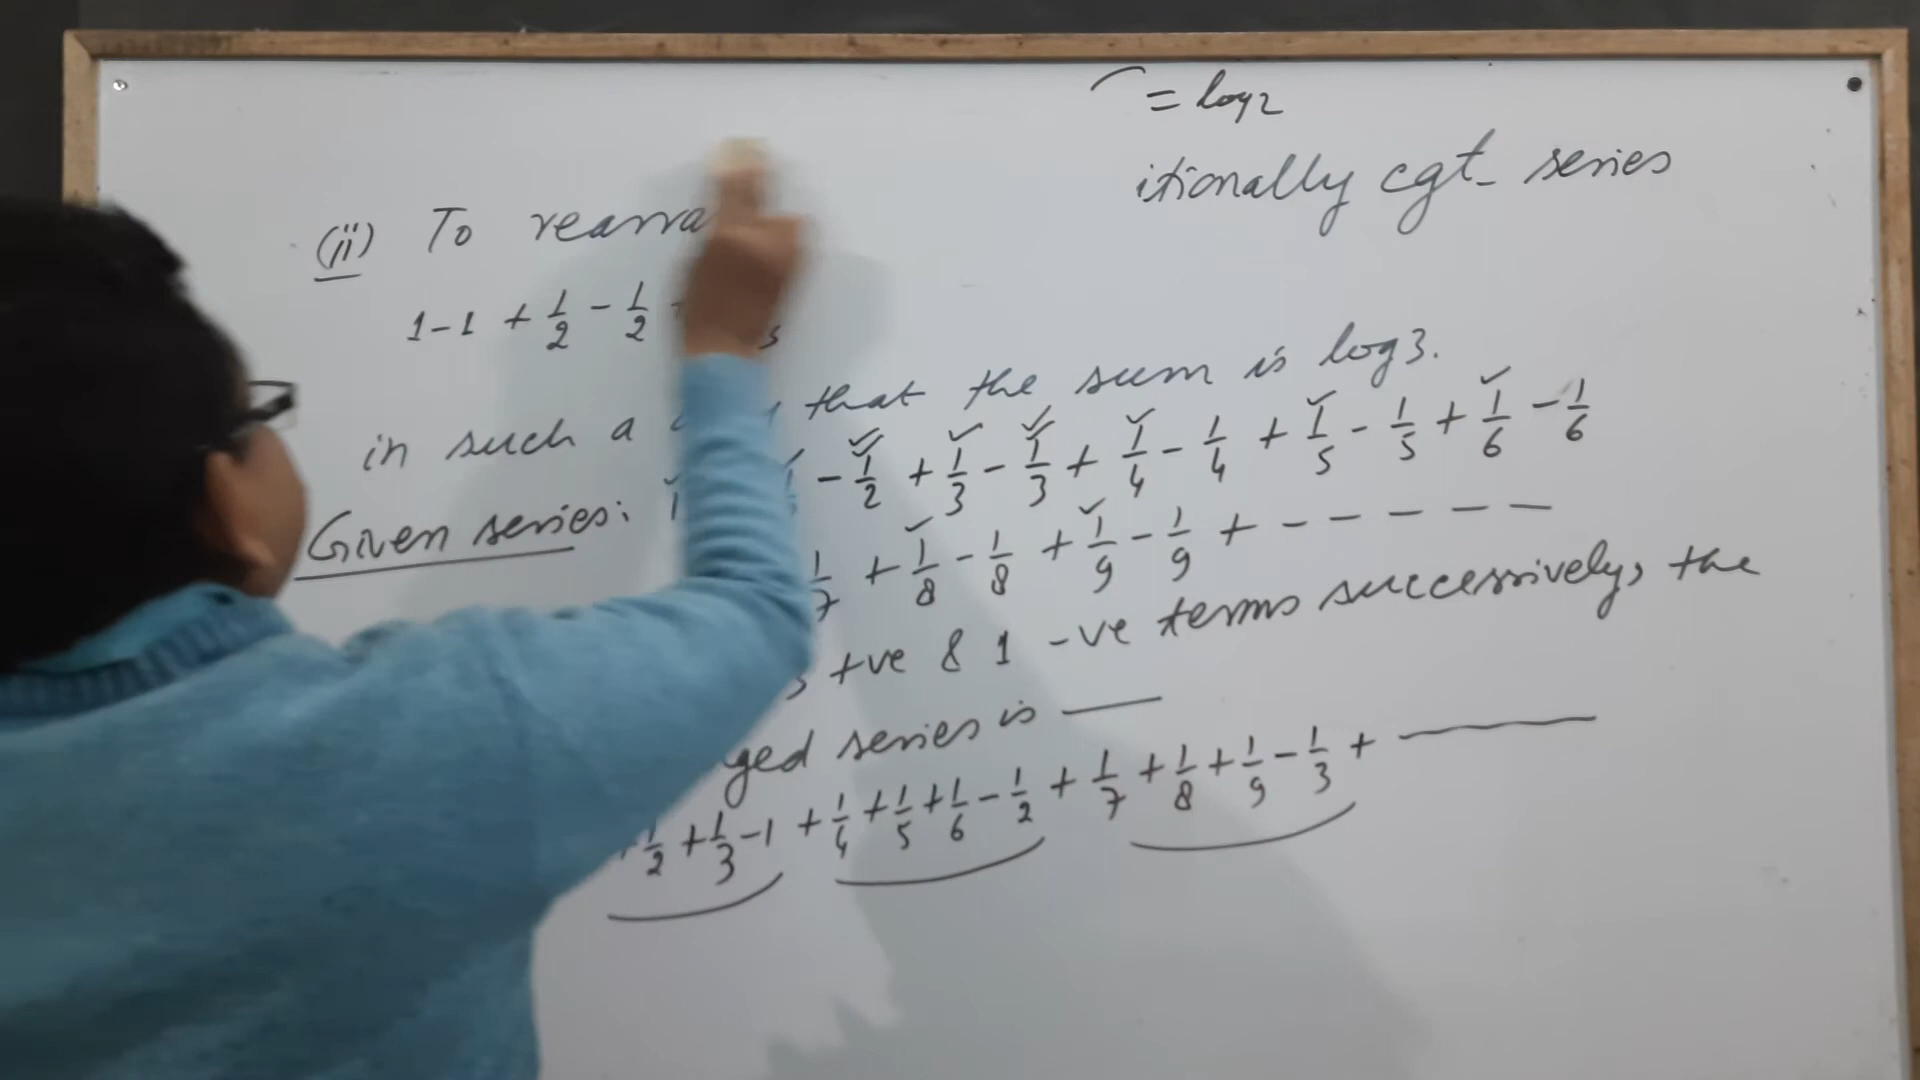 = log2
itionally cgt series
(ii) To rearra
1-1 + 1/2 - 1/2
in such a that the sum is log3.
Given series: 1 - 1/2 + 1/3 - 1/3 + 1/4 - 1/4 + 1/5 - 1/5 + 1/6 - 1/6
1/7 + 1/8 - 1/8 + 1/9 - 1/9 + - - - - - -
3 +ve & 1 -ve terms successively, the
ged series is —
1/2 + 1/3 - 1 + 1/4 + 1/5 + 1/6 - 1/2 + 1/7 + 1/8 + 1/9 - 1/3 + —